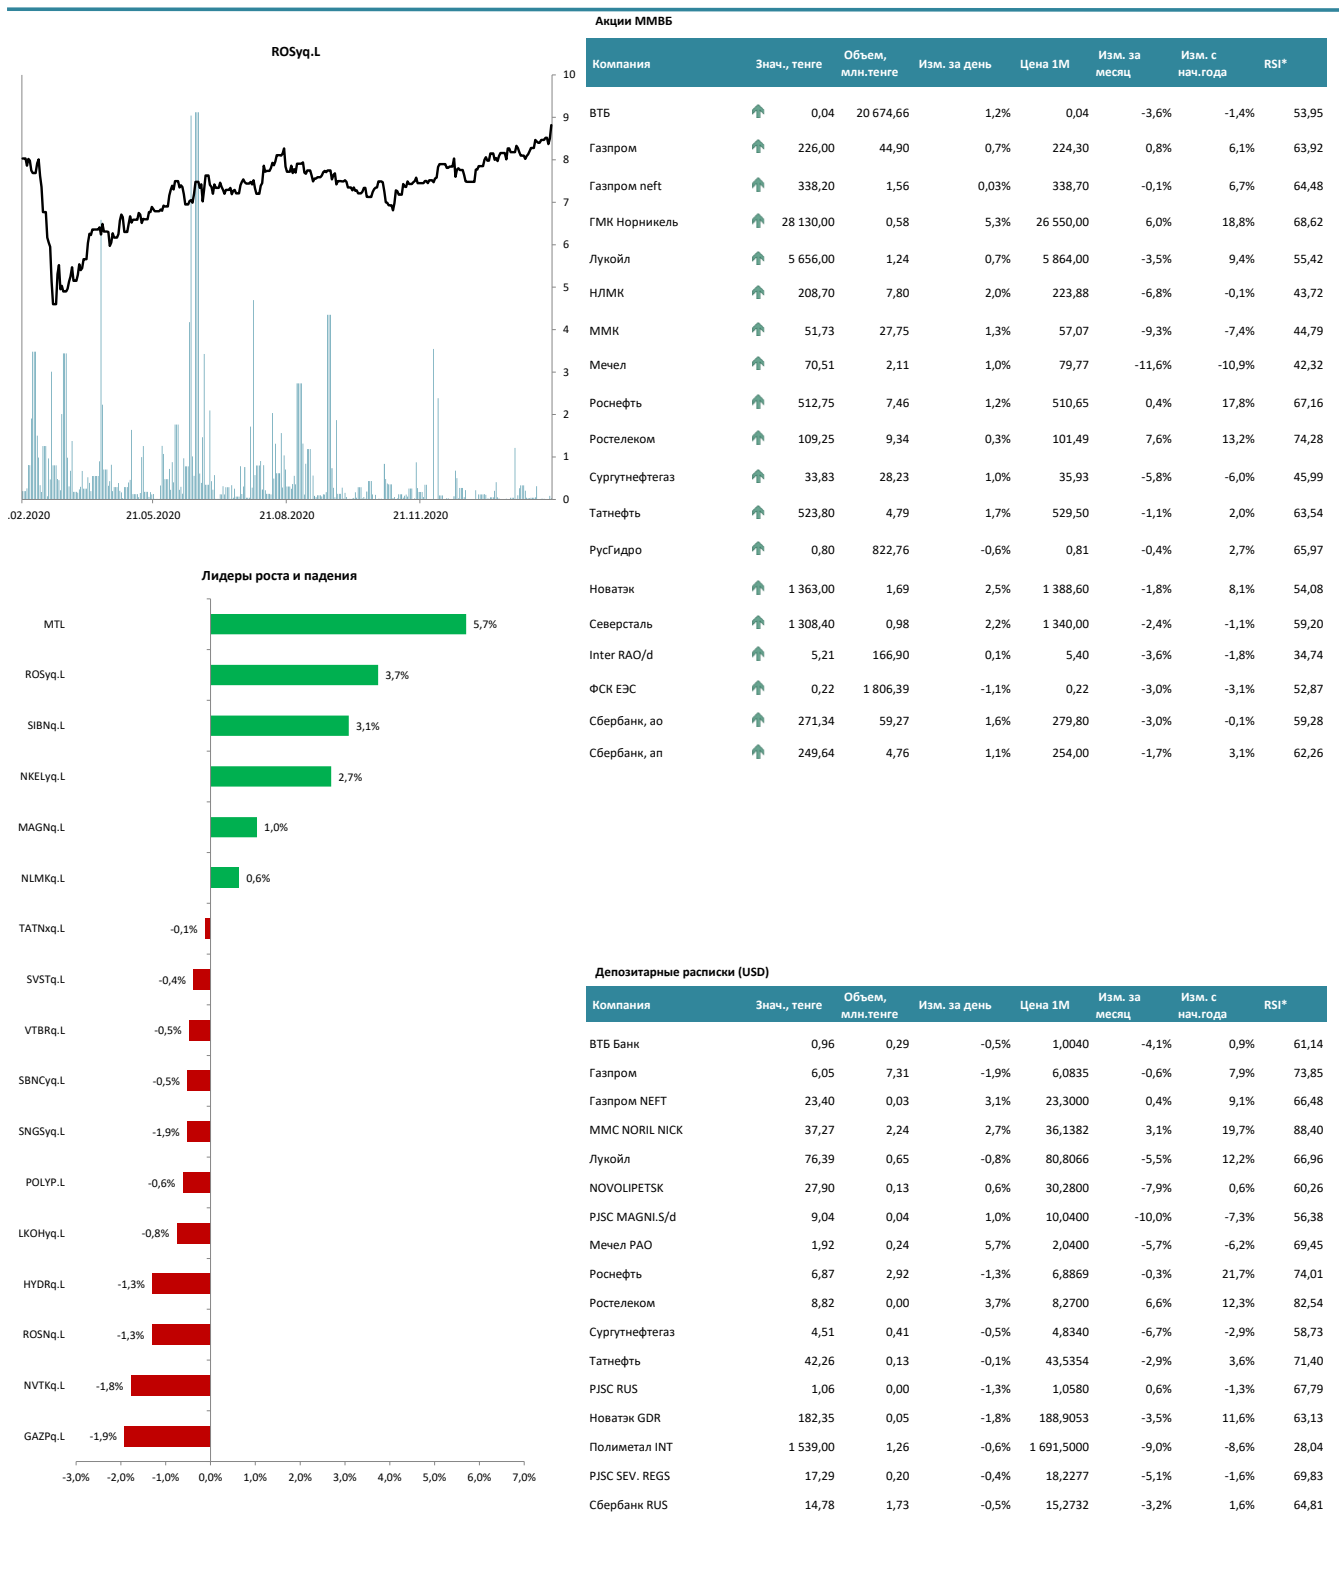 Акции ММВБ
ROSyq.L
10
9
8
7
6
5
4
3
2
1
0
.02.2020 21.05.2020 21.08.2020 21.11.2020
Компания Знач., тенге Объем, млн.тенге Изм. за день Цена 1М Изм. за месяц Изм. с нач.года RSI*
ВТБ 0,04 20 674,66 1,2% 0,04 -3,6% -1,4% 53,95
Газпром 226,00 44,90 0,7% 224,30 0,8% 6,1% 63,92
Газпром neft 338,20 1,56 0,03% 338,70 -0,1% 6,7% 64,48
ГМК Норникель 28 130,00 0,58 5,3% 26 550,00 6,0% 18,8% 68,62
Лукойл 5 656,00 1,24 0,7% 5 864,00 -3,5% 9,4% 55,42
НЛМК 208,70 7,80 2,0% 223,88 -6,8% -0,1% 43,72
ММК 51,73 27,75 1,3% 57,07 -9,3% -7,4% 44,79
Мечел 70,51 2,11 1,0% 79,77 -11,6% -10,9% 42,32
Роснефть 512,75 7,46 1,2% 510,65 0,4% 17,8% 67,16
Ростелеком 109,25 9,34 0,3% 101,49 7,6% 13,2% 74,28
Сургутнефтегаз 33,83 28,23 1,0% 35,93 -5,8% -6,0% 45,99
Татнефть 523,80 4,79 1,7% 529,50 -1,1% 2,0% 63,54
РусГидро 0,80 822,76 -0,6% 0,81 -0,4% 2,7% 65,97
Новатэк 1 363,00 1,69 2,5% 1 388,60 -1,8% 8,1% 54,08
Северсталь 1 308,40 0,98 2,2% 1 340,00 -2,4% -1,1% 59,20
Inter RAO/d 5,21 166,90 0,1% 5,40 -3,6% -1,8% 34,74
ФСК ЕЭС 0,22 1 806,39 -1,1% 0,22 -3,0% -3,1% 52,87
Сбербанк, ао 271,34 59,27 1,6% 279,80 -3,0% -0,1% 59,28
Сбербанк, ап 249,64 4,76 1,1% 254,00 -1,7% 3,1% 62,26
Лидеры роста и падения
MTL 5,7%
ROSyq.L 3,7%
SIBNq.L 3,1%
NKELyq.L 2,7%
MAGNq.L 1,0%
NLMKq.L 0,6%
TATNxq.L -0,1%
SVSTq.L -0,4%
VTBRq.L -0,5%
SBNCyq.L -0,5%
SNGSyq.L -1,9%
POLYP.L -0,6%
LKOHyq.L -0,8%
HYDRq.L -1,3%
ROSNq.L -1,3%
NVTKq.L -1,8%
GAZPq.L -1,9%
-3,0% -2,0% -1,0% 0,0% 1,0% 2,0% 3,0% 4,0% 5,0% 6,0% 7,0%
Депозитарные расписки (USD)
Компания Знач., тенге Объем, млн.тенге Изм. за день Цена 1М Изм. за месяц Изм. с нач.года RSI*
ВТБ Банк 0,96 0,29 -0,5% 1,0040 -4,1% 0,9% 61,14
Газпром 6,05 7,31 -1,9% 6,0835 -0,6% 7,9% 73,85
Газпром NEFT 23,40 0,03 3,1% 23,3000 0,4% 9,1% 66,48
MMC NORIL NICK 37,27 2,24 2,7% 36,1382 3,1% 19,7% 88,40
Лукойл 76,39 0,65 -0,8% 80,8066 -5,5% 12,2% 66,96
NOVOLIPETSK 27,90 0,13 0,6% 30,2800 -7,9% 0,6% 60,26
PJSC MAGNI.S/d 9,04 0,04 1,0% 10,0400 -10,0% -7,3% 56,38
Мечел РАО 1,92 0,24 5,7% 2,0400 -5,7% -6,2% 69,45
Роснефть 6,87 2,92 -1,3% 6,8869 -0,3% 21,7% 74,01
Ростелеком 8,82 0,00 3,7% 8,2700 6,6% 12,3% 82,54
Сургутнефтегаз 4,51 0,41 -0,5% 4,8340 -6,7% -2,9% 58,73
Татнефть 42,26 0,13 -0,1% 43,5354 -2,9% 3,6% 71,40
PJSC RUS 1,06 0,00 -1,3% 1,0580 0,6% -1,3% 67,79
Новатэк GDR 182,35 0,05 -1,8% 188,9053 -3,5% 11,6% 63,13
Полиметал INT 1 539,00 1,26 -0,6% 1 691,5000 -9,0% -8,6% 28,04
PJSC SEV. REGS 17,29 0,20 -0,4% 18,2277 -5,1% -1,6% 69,83
Сбербанк RUS 14,78 1,73 -0,5% 15,2732 -3,2% 1,6% 64,81